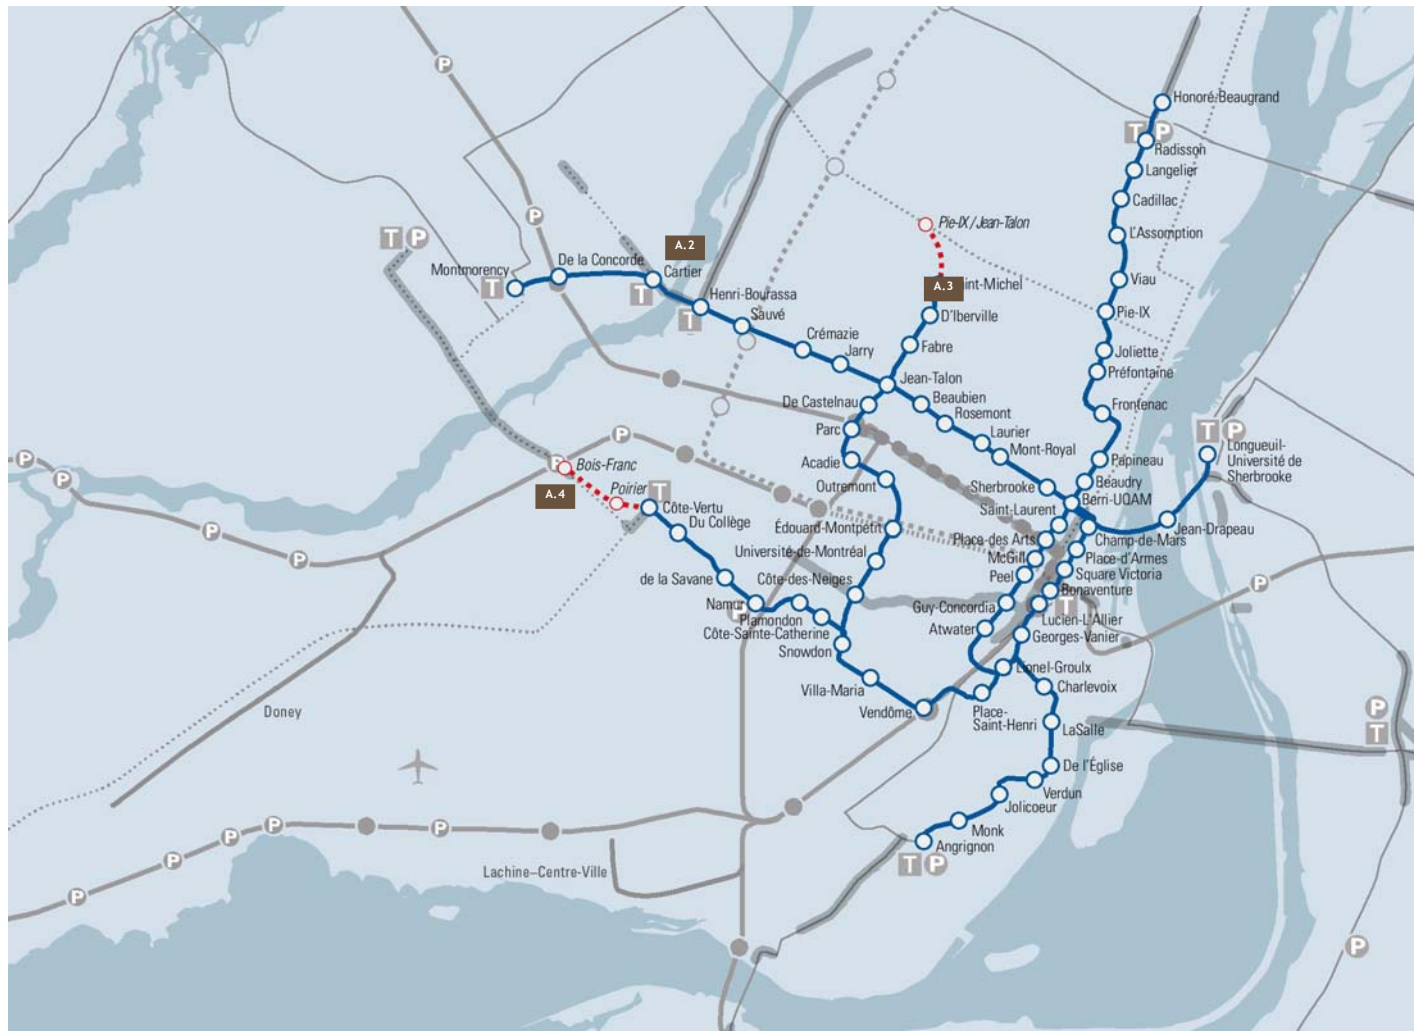 P
Honoré-Beaugrand
T P
Radisson
Langelier
Cadillac
P
Pie-IX / Jean-Talon
L'Assomption
T P
A.2
De la Concorde
Montmorency
Cartier
T
T
Viau
A.3
int-Michel
Henri-Bourassa
T
Sauvé
D'Iberville
Pie-IX
Crémazie
Jarry
Fabre
Joliette
Préfontaine
Jean-Talon
De Castelnau
Beaubien
Rosemont
Frontenac
Parc
Laurier
P
Mont-Royal
T P
Longueuil-
Université de
Sherbrooke
P
P
Bois-Franc
Acadie
Papineau
P
A.4
Poirier
T
Outremont
Sherbrooke
Beaudry
Berri-UQAM
Côte-Vertu
Du Collège
Saint-Laurent
Édouard-Montpetit
Jean-Drapeau
Place-des-Arts
Champ-de-Mars
P
Université-de-Montréal
McGill
Place-d'Armes
de la Savane
Côte-des-Neiges
Peel
Square Victoria
P
Bonaventure
Namur
P
Plamondon
Guy-Concordia
T
Lucien-L'Allier
Côte-Sainte-Catherine
Atwater
Georges-Vanier
Snowdon
Lionel-Groulx
Villa-Maria
Charlevoix
Doney
Vendôme
Place-
Saint-Henri
LaSalle
P
T
De l'Église
Verdun
Jolicoeur
P
P
P
Monk
P
Angrignon
T P
Lachine–Centre-Ville
P
P